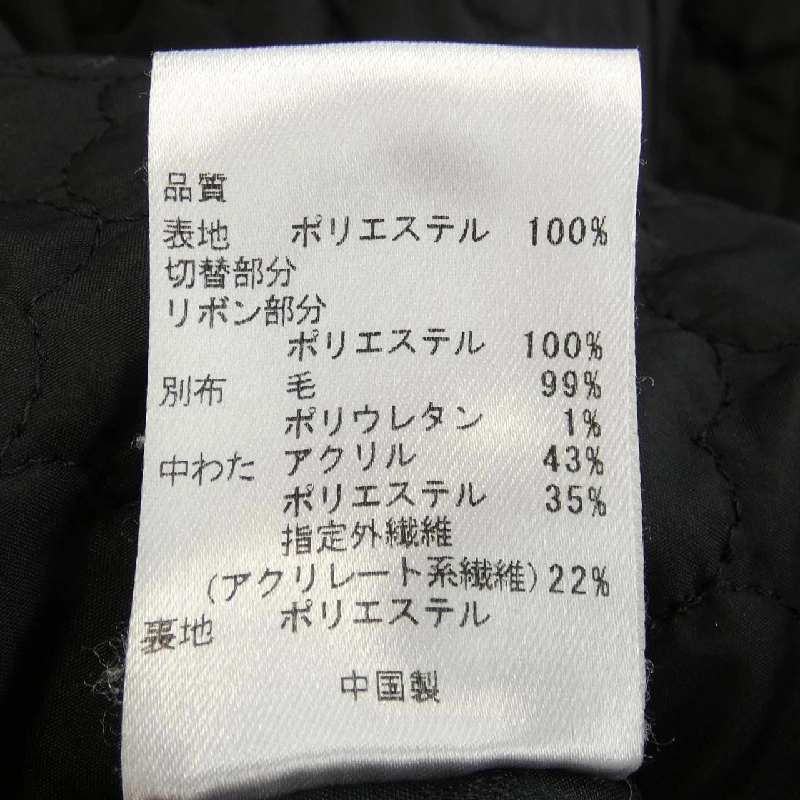 品質
表地 ポリエステル 100%
切替部分
リボン部分
ポリエステル 100%
別布 毛 99%
ポリウレタン 1%
中わた アクリル 43%
ポリエステル 35%
指定外繊維
(アクリレート系繊維) 22%
裏地 ポリエステル
中国製